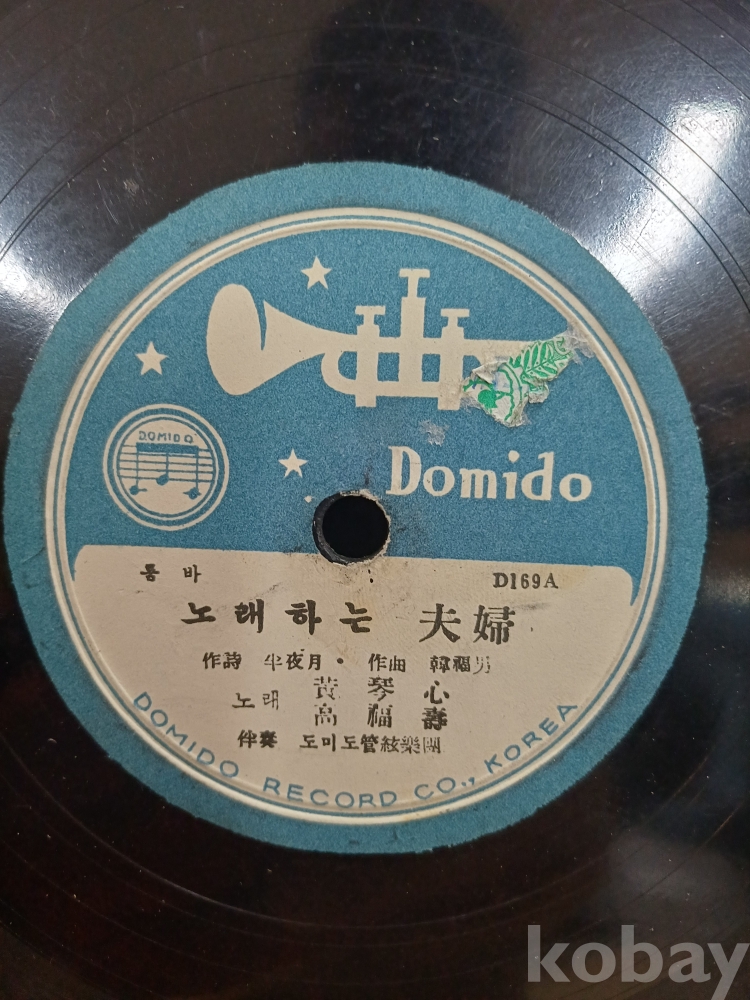 DOMIDO
Domido
룸바
D169A
노래하는 夫婦
作詩 半夜月・作曲 韓福男
노래 黃琴心
高福壽
伴奏 도미도管絃樂團
DOMIDO RECORD CO., KOREA
kobay